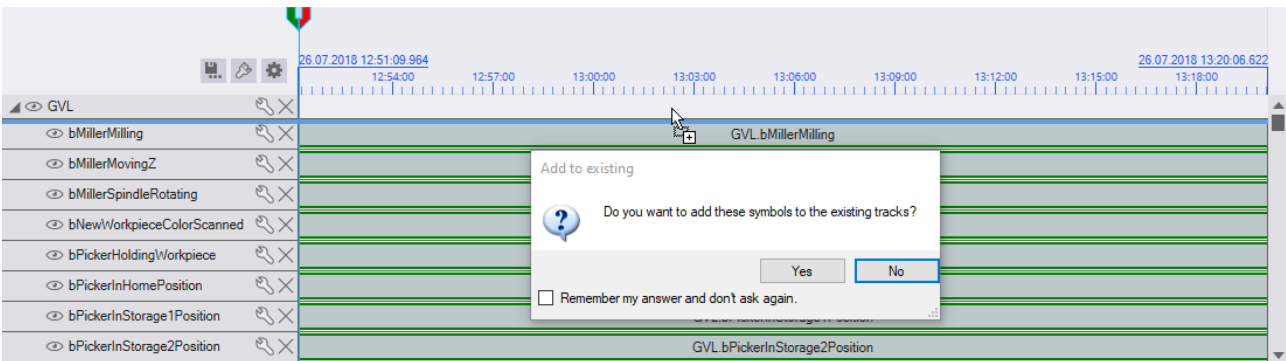 26.07.2018 12:51:09.964 26.07.2018 13:20:06.622
12:54:00 12:57:00 13:00:00 13:03:00 13:06:00 13:09:00 13:12:00 13:15:00 13:18:00
GVL
bMillerMilling GVL.bMillerMilling
bMillerMovingZ
bMillerSpindleRotating
bNewWorkpieceColorScanned
bPickerHoldingWorkpiece
bPickerInHomePosition
bPickerInStorage1Position GVL.bPickerInStorage1Position
bPickerInStorage2Position GVL.bPickerInStorage2Position
Add to existing
Do you want to add these symbols to the existing tracks?
Yes No
Remember my answer and don't ask again.